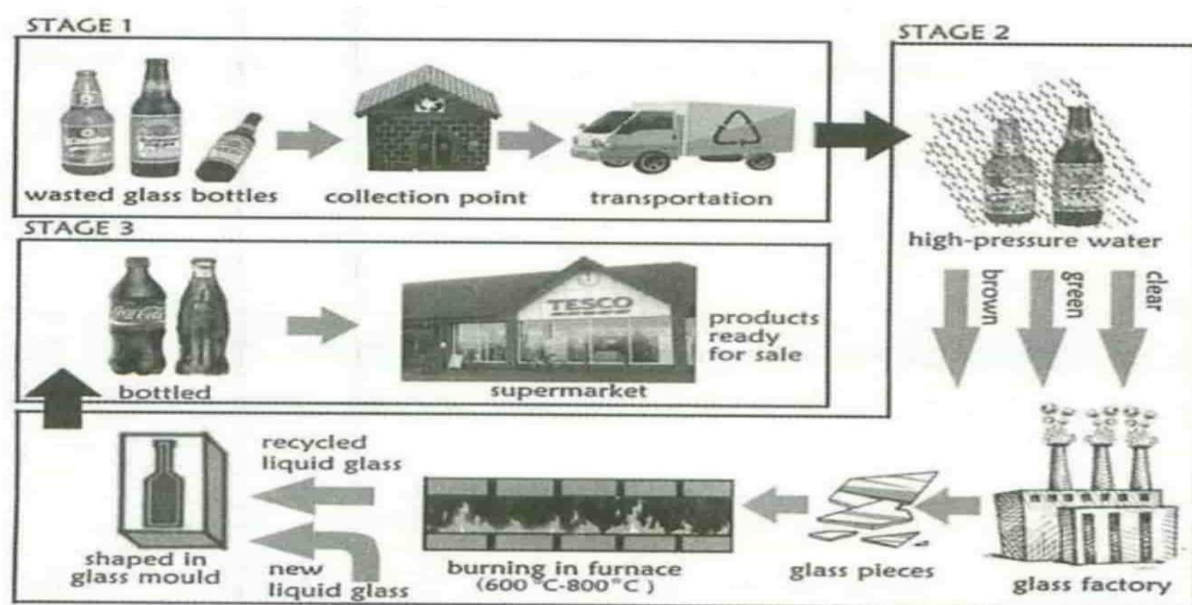 STAGE 1
wasted glass bottles
collection point
transportation
STAGE 2
high-pressure water
brown
green
clear
glass factory
glass pieces
burning in furnace
(600 °C-800°C)
recycled
liquid glass
new
liquid glass
shaped in
glass mould
STAGE 3
bottled
Coca-Cola
TESCO
supermarket
products
ready
for sale